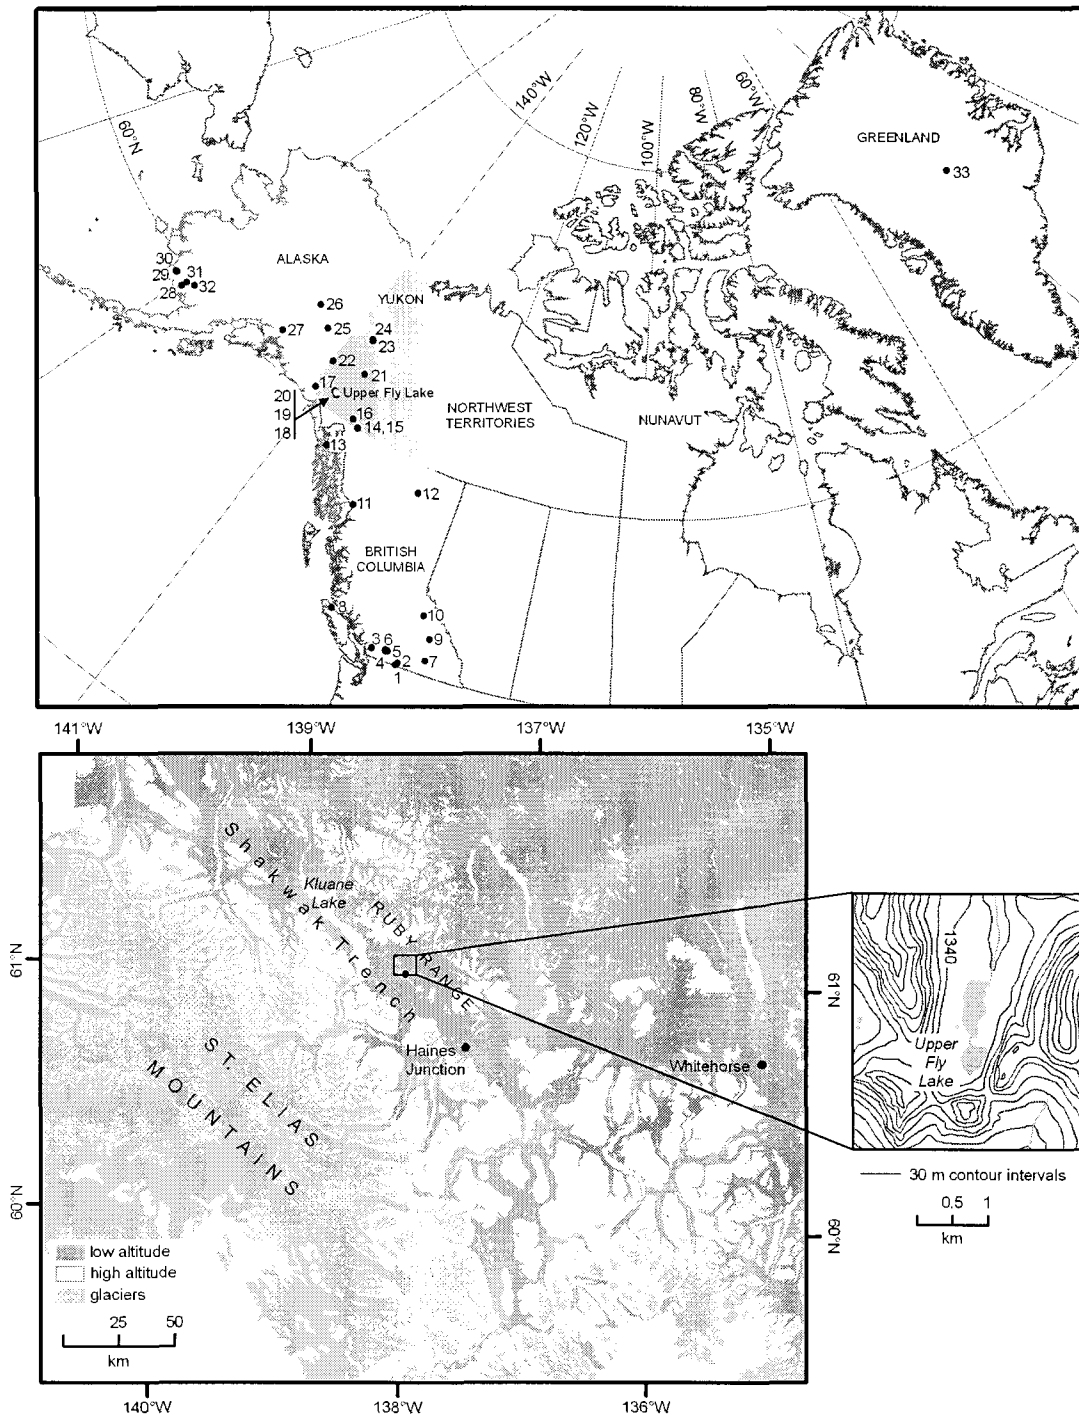 140°W
120°W
100°W
80°W
60°W
60°N
GREENLAND
33
ALASKA
YUKON
30
29
31
28
32
26
27
25
24
23
22
21
17
Upper Fly Lake
20
19
18
16
14,15
13
NORTHWEST
TERRITORIES
NUNAVUT
11
12
BRITISH
COLUMBIA
8
10
9
3
6
5
4
2
7
1
141°W
139°W
137°W
135°W
Shakwak Trench
Kluane
Lake
RUBY RANGE
61°N
61°N
ST. ELIAS
MOUNTAINS
Haines
Junction
Whitehorse
1340
Upper
Fly
Lake
30 m contour intervals
0.5 1
km
60°N
60°N
low altitude
high altitude
glaciers
25 50
km
140°W
138°W
136°W